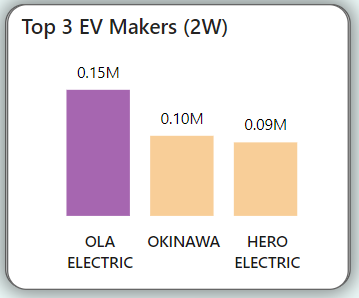 Top 3 EV Makers (2W)
0.15M
0.10M
0.09M
OLA ELECTRIC
OKINAWA
HERO ELECTRIC